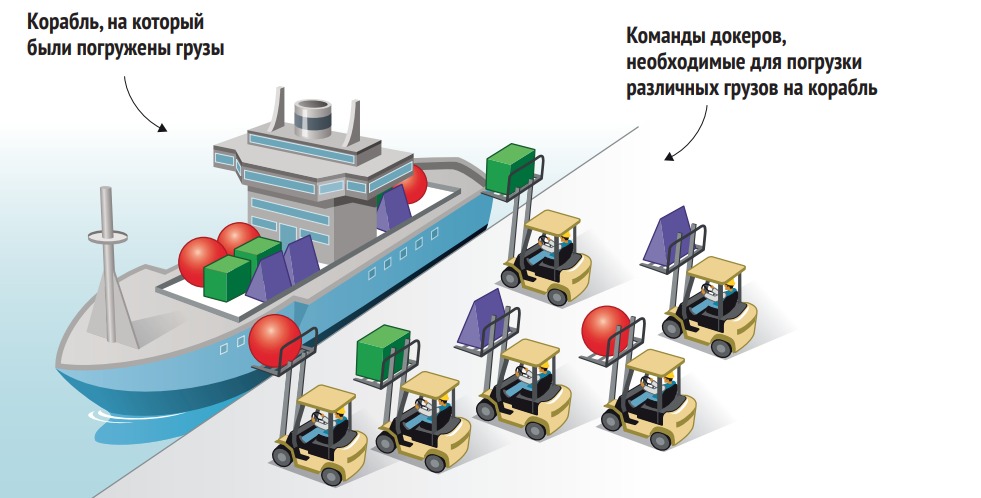 Корабль, на который
были погружены грузы
Команды докеров,
необходимые для погрузки
различных грузов на корабль